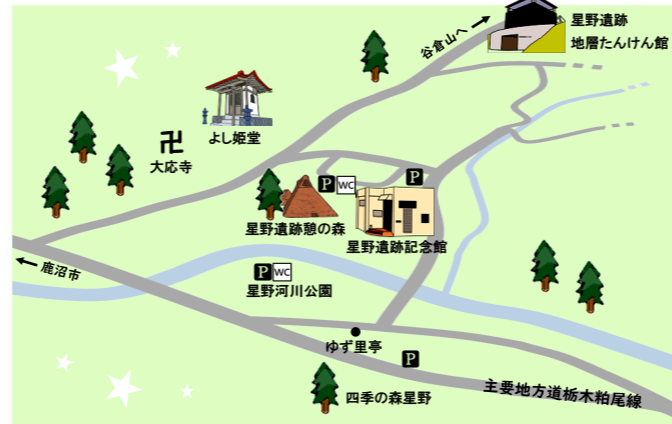 星野遺跡
地層たんけん館
谷倉山へ
よし姫堂
卍
大応寺
P WC
P
星野遺跡憩の森
星野遺跡記念館
鹿沼市
P WC
星野河川公園
ゆず里亭
P
主要地方道栃木粕尾線
四季の森星野